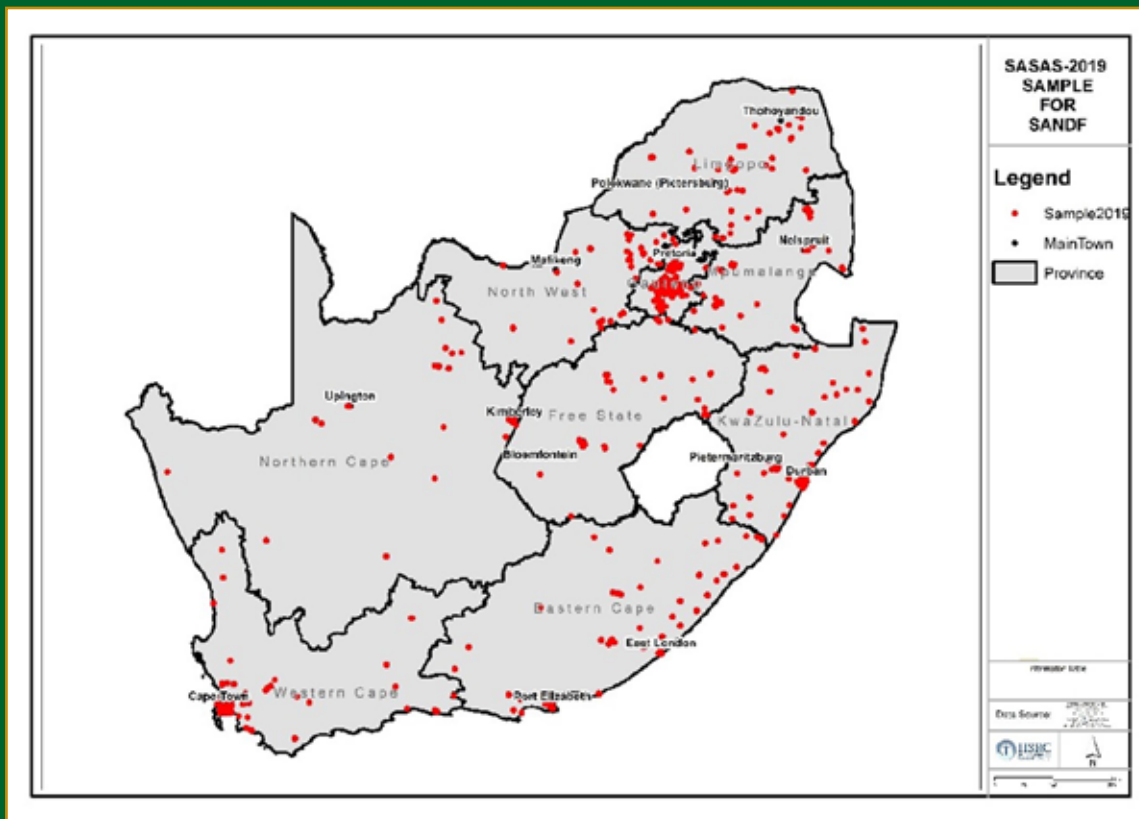 SASAS-2019
SAMPLE
FOR
SANDF
Legend
Sample2019
MainTown
Province
Thohoyandou
Limpopo
Polokwane (Pietersburg)
Nelspruit
Pretoria
Mafikeng
Mpumalanga
Gauteng
North West
Upington
Kimberley
Free State
KwaZulu-Natal
Bloemfontein
Northern Cape
Pietermaritzburg
Durban
Eastern Cape
East London
Cape Town
Western Cape
Port Elizabeth
Data Source:
HSRC
N